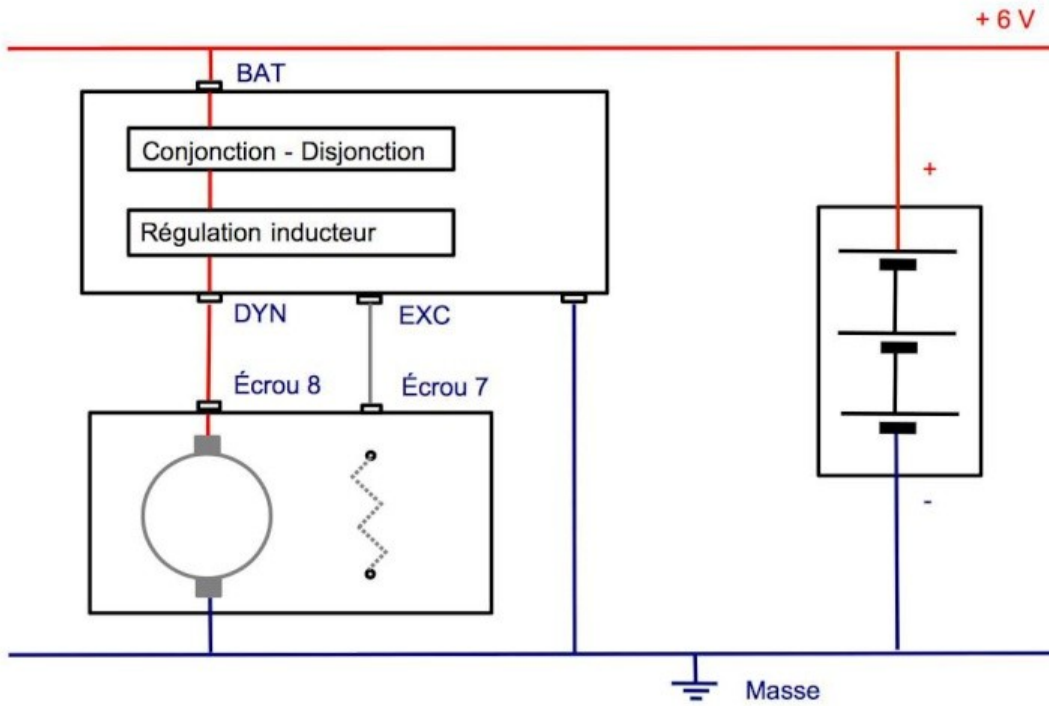 + 6 V
BAT
Conjonction - Disjonction
+
Régulation inducteur
DYN
EXC
Écrou 8
Écrou 7
-
Masse